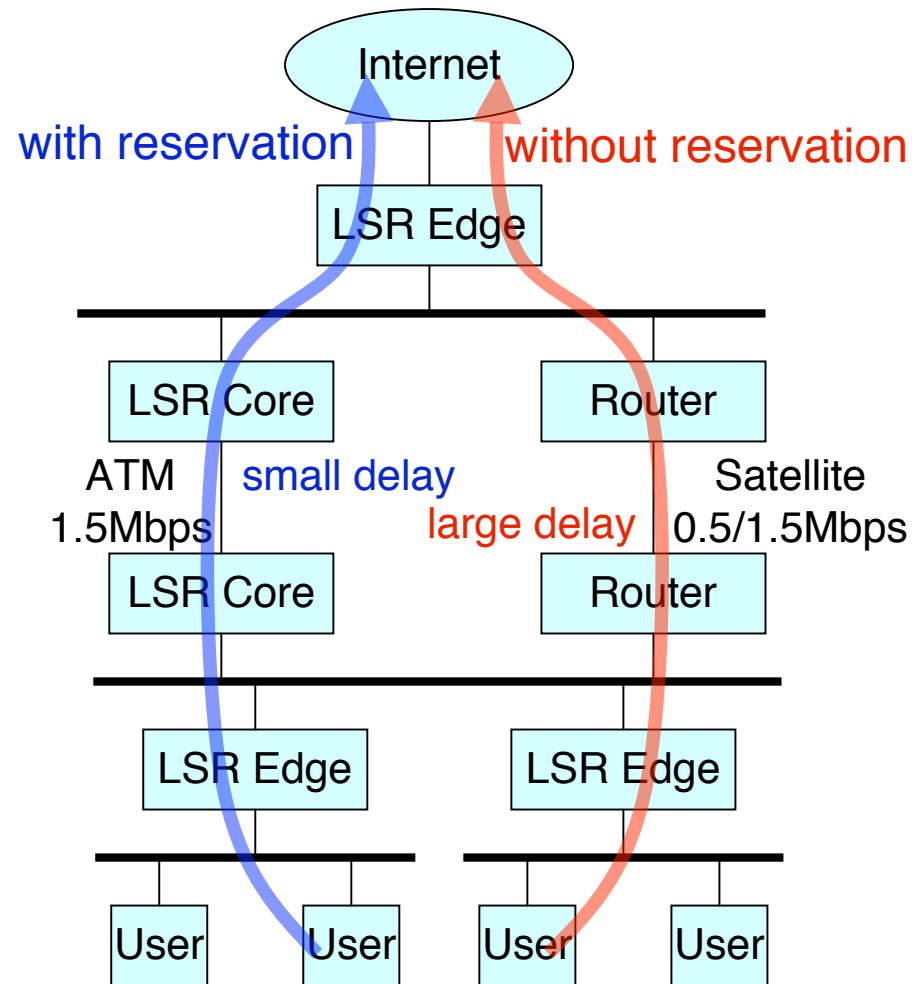 Internet
with reservation
without reservation
LSR Edge
LSR Core
Router
ATM
1.5Mbps
small delay
large delay
Satellite
0.5/1.5Mbps
LSR Core
Router
LSR Edge
LSR Edge
User
User
User
User